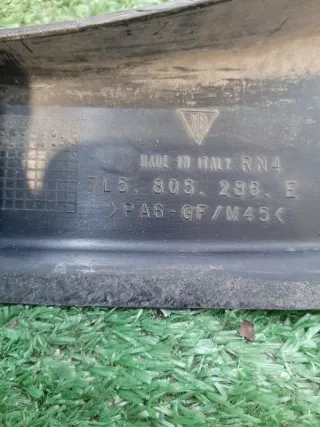 MADE IN ITALY RN4
7L5. 805. 286. E
>PA6-GF/M45<